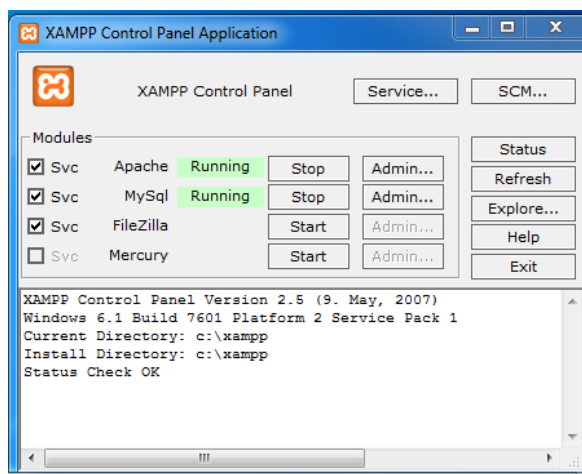 XAMPP Control Panel Application
XAMPP Control Panel Service... SCM...
Modules
Svc Apache Running Stop Admin...
Svc MySql Running Stop Admin...
Svc FileZilla Start Admin...
Svc Mercury Start Admin...
Status
Refresh
Explore...
Help
Exit
XAMPP Control Panel Version 2.5 (9. May, 2007)
Windows 6.1 Build 7601 Platform 2 Service Pack 1
Current Directory: c:\xampp
Install Directory: c:\xampp
Status Check OK